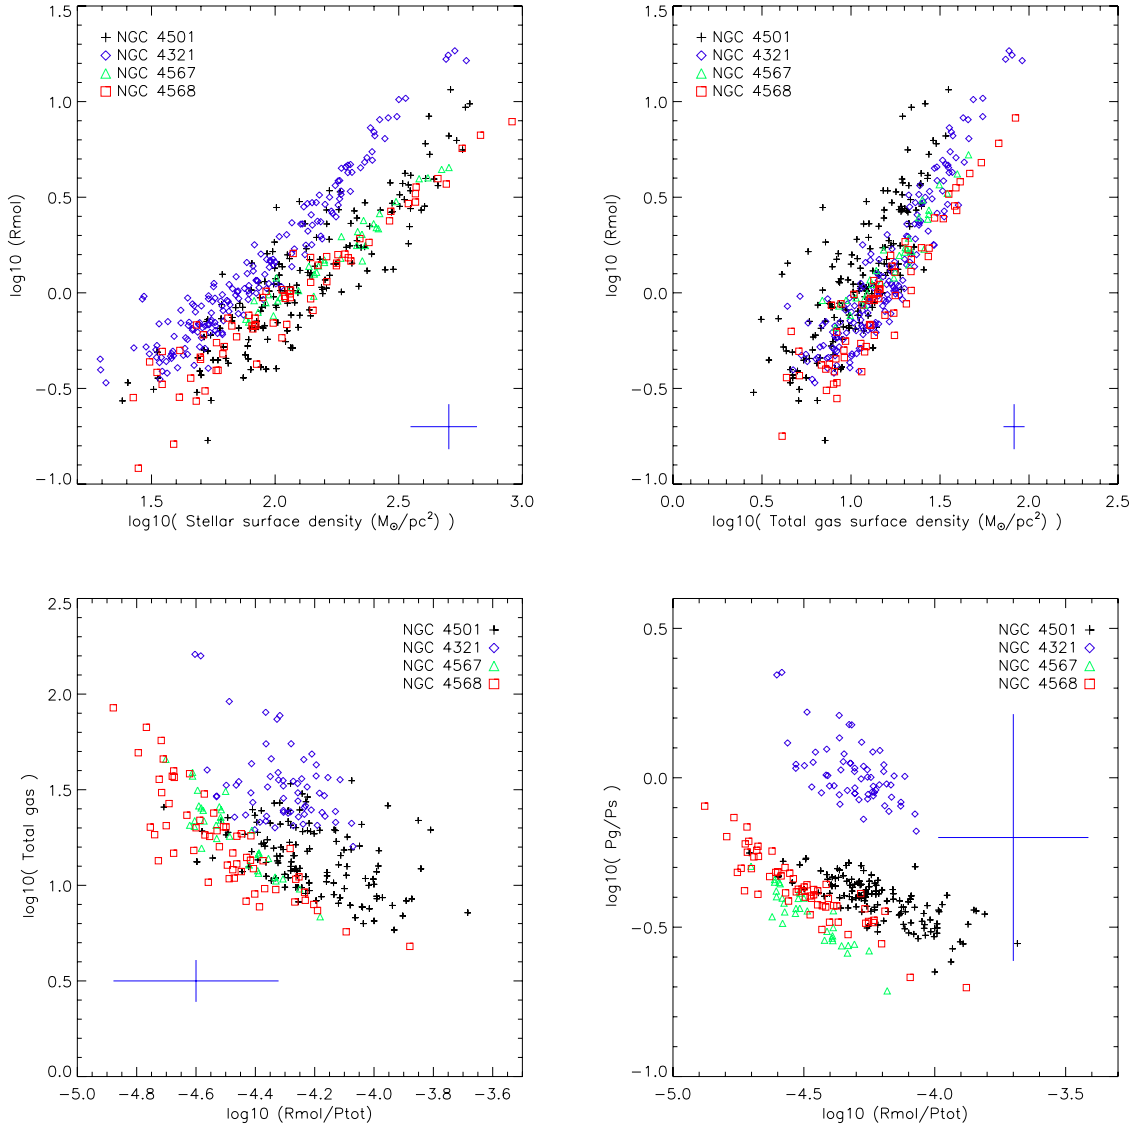 1.5
1.0
0.5
0.0
−0.5
−1.0
log10 (Rmol)
NGC 4501
NGC 4321
NGC 4567
NGC 4568
1.5 2.0 2.5 3.0
log10( Stellar surface density (M⊙/pc²) )
1.5
1.0
0.5
0.0
−0.5
−1.0
log10 (Rmol)
NGC 4501
NGC 4321
NGC 4567
NGC 4568
0.0 0.5 1.0 1.5 2.0 2.5
log10( Total gas surface density (M⊙/pc²) )
2.5
2.0
1.5
1.0
0.5
0.0
log10( Total gas )
NGC 4501
NGC 4321
NGC 4567
NGC 4568
−5.0 −4.8 −4.6 −4.4 −4.2 −4.0 −3.8 −3.6
log10 (Rmol/Ptot)
0.5
0.0
−0.5
−1.0
log10( Pg/Ps )
NGC 4501
NGC 4321
NGC 4567
NGC 4568
−5.0 −4.5 −4.0 −3.5
log10 (Rmol/Ptot)